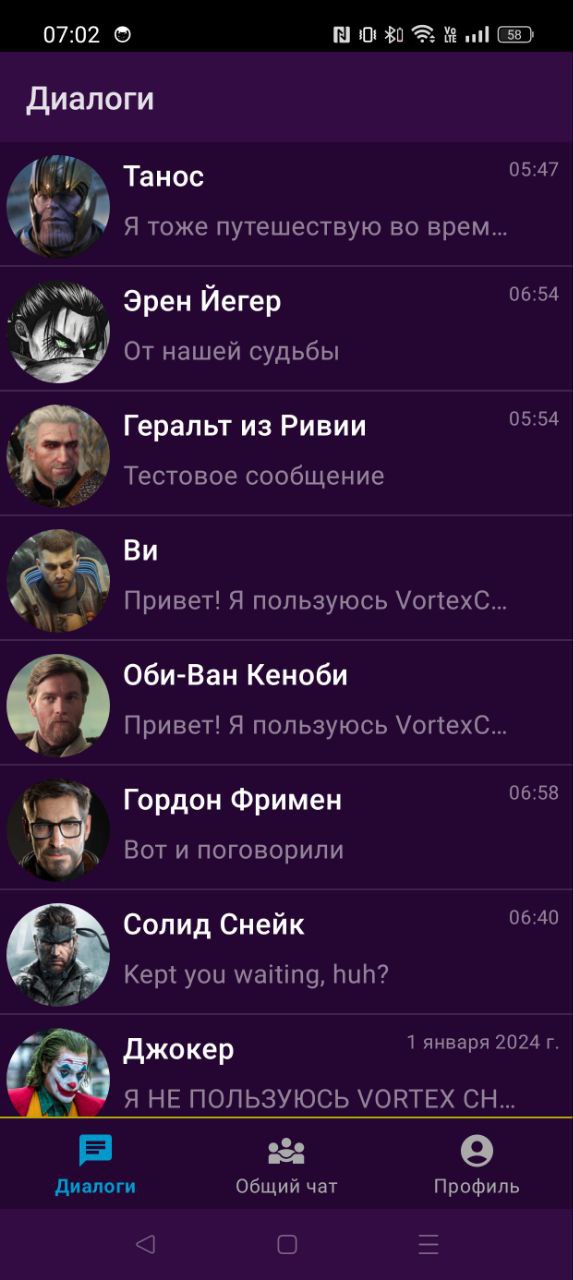 07:02
58
Диалоги
Танос
05:47
Я тоже путешествую во врем...
Эрен Йегер
06:54
От нашей судьбы
Геральт из Ривии
05:54
Тестовое сообщение
Ви
Привет! Я пользуюсь VortexC...
Оби-Ван Кеноби
Привет! Я пользуюсь VortexC...
Гордон Фримен
06:58
Вот и поговорили
Солид Снейк
06:40
Kept you waiting, huh?
Джокер
1 января 2024 г.
Я НЕ ПОЛЬЗУЮСЬ VORTEX CH...
Диалоги
Общий чат
Профиль